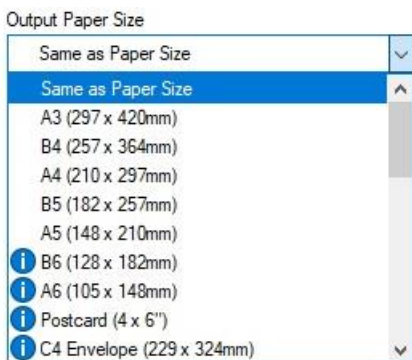 Output Paper Size
Same as Paper Size
Same as Paper Size
A3 (297 x 420mm)
B4 (257 x 364mm)
A4 (210 x 297mm)
B5 (182 x 257mm)
A5 (148 x 210mm)
B6 (128 x 182mm)
A6 (105 x 148mm)
Postcard (4 x 6")
C4 Envelope (229 x 324mm)